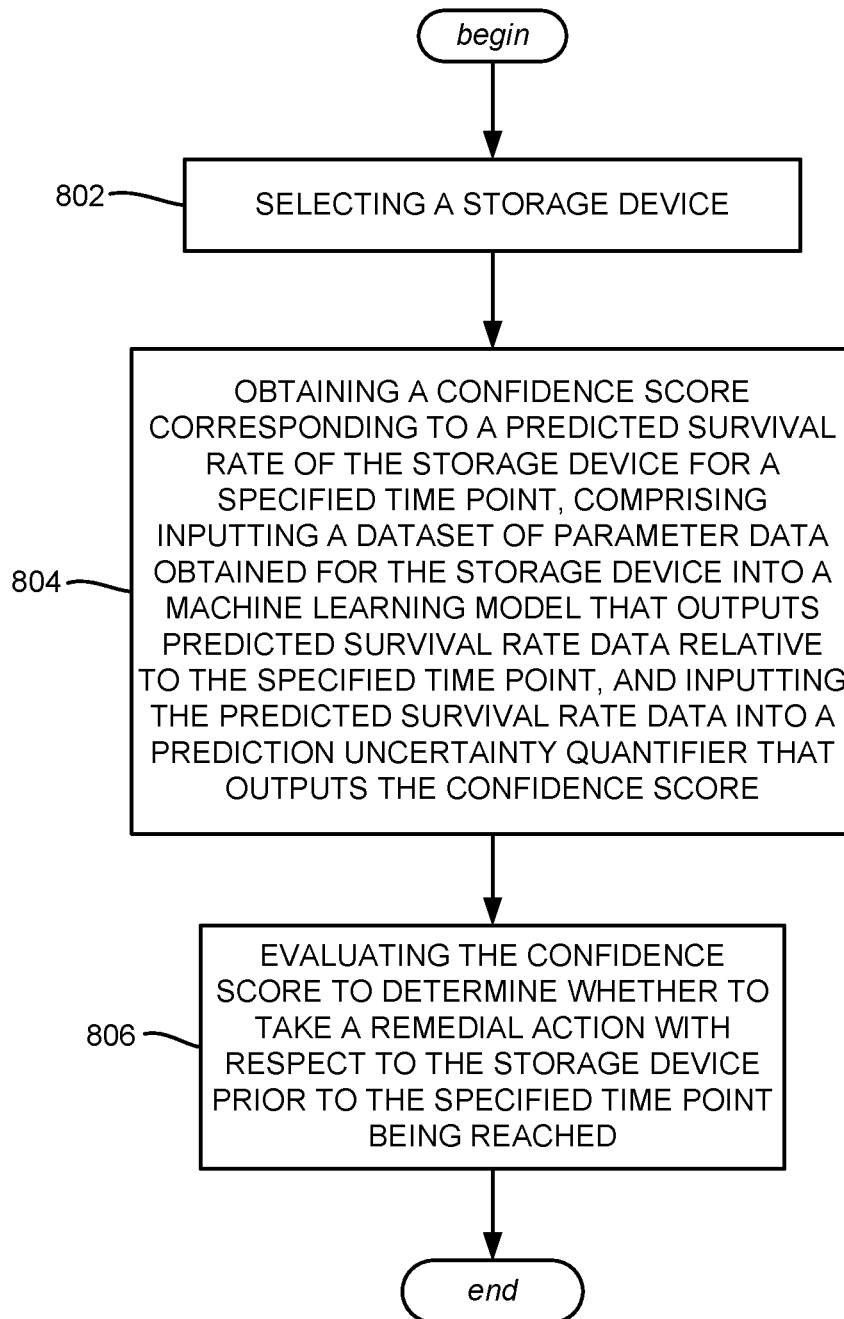 begin
802
SELECTING A STORAGE DEVICE
804
OBTAINING A CONFIDENCE SCORE
CORRESPONDING TO A PREDICTED SURVIVAL
RATE OF THE STORAGE DEVICE FOR A
SPECIFIED TIME POINT, COMPRISING
INPUTTING A DATASET OF PARAMETER DATA
OBTAINED FOR THE STORAGE DEVICE INTO A
MACHINE LEARNING MODEL THAT OUTPUTS
PREDICTED SURVIVAL RATE DATA RELATIVE
TO THE SPECIFIED TIME POINT, AND INPUTTING
THE PREDICTED SURVIVAL RATE DATA INTO A
PREDICTION UNCERTAINTY QUANTIFIER THAT
OUTPUTS THE CONFIDENCE SCORE
806
EVALUATING THE CONFIDENCE
SCORE TO DETERMINE WHETHER TO
TAKE A REMEDIAL ACTION WITH
RESPECT TO THE STORAGE DEVICE
PRIOR TO THE SPECIFIED TIME POINT
BEING REACHED
end